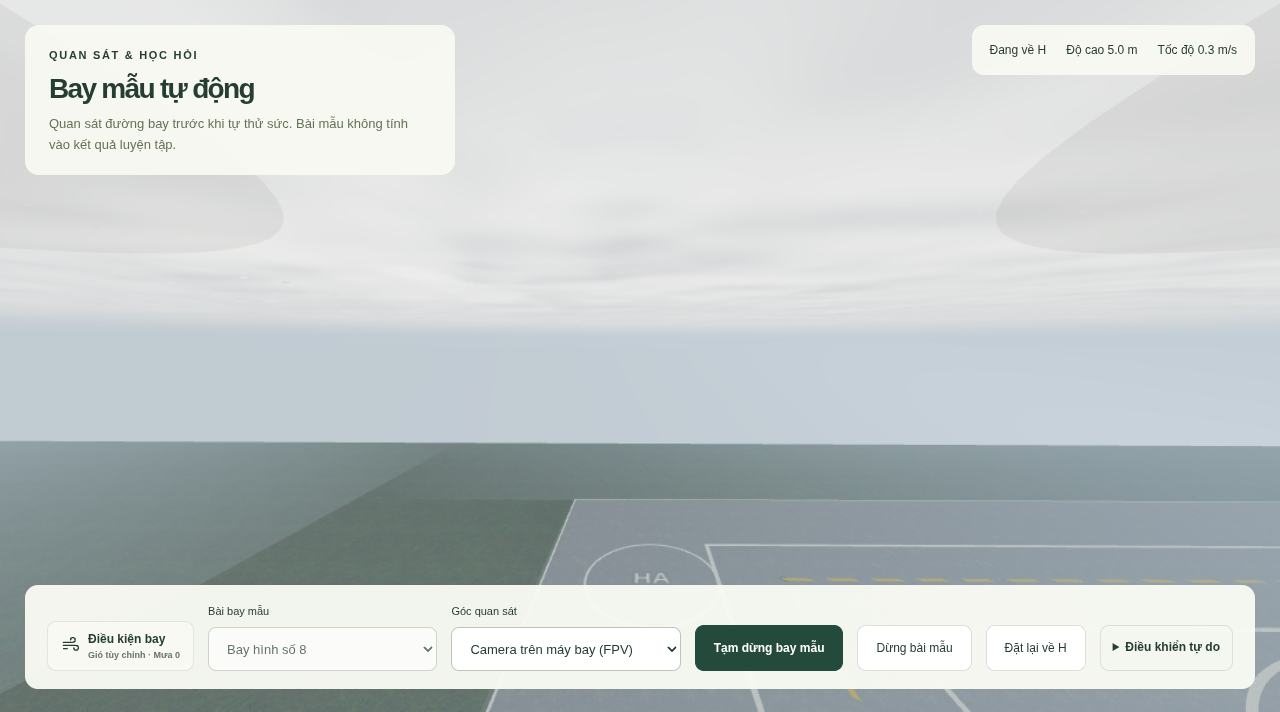 QUAN SÁT & HỌC HỎI
Bay mẫu tự động
Quan sát đường bay trước khi tự thử sức. Bài mẫu không tính
vào kết quả luyện tập.
Đang về H Độ cao 5.0 m Tốc độ 0.3 m/s
HA
Điều kiện bay
Gió tùy chỉnh · Mưa 0
Bài bay mẫu
Bay hình số 8
Góc quan sát
Camera trên máy bay (FPV)
Tạm dừng bay mẫu
Dừng bài mẫu
Đặt lại về H
Điều khiển tự do